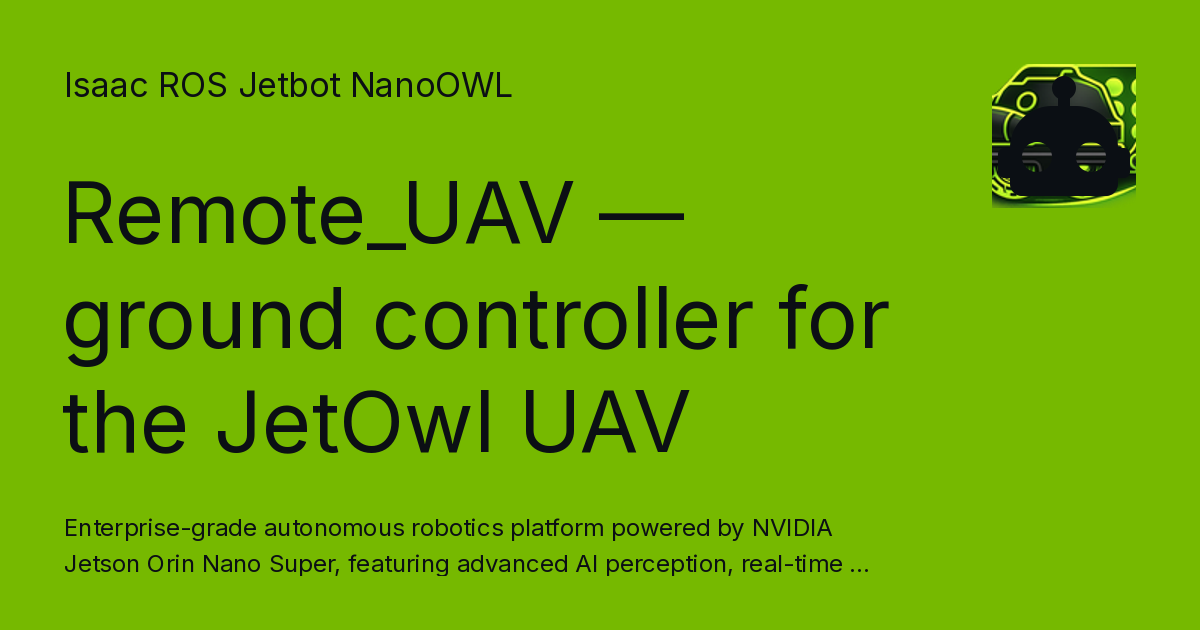 Isaac ROS Jetbot NanoOWL
Remote_UAV —
ground controller for
the JetOwl UAV
Enterprise-grade autonomous robotics platform powered by NVIDIA
Jetson Orin Nano Super, featuring advanced AI perception, real-time ...